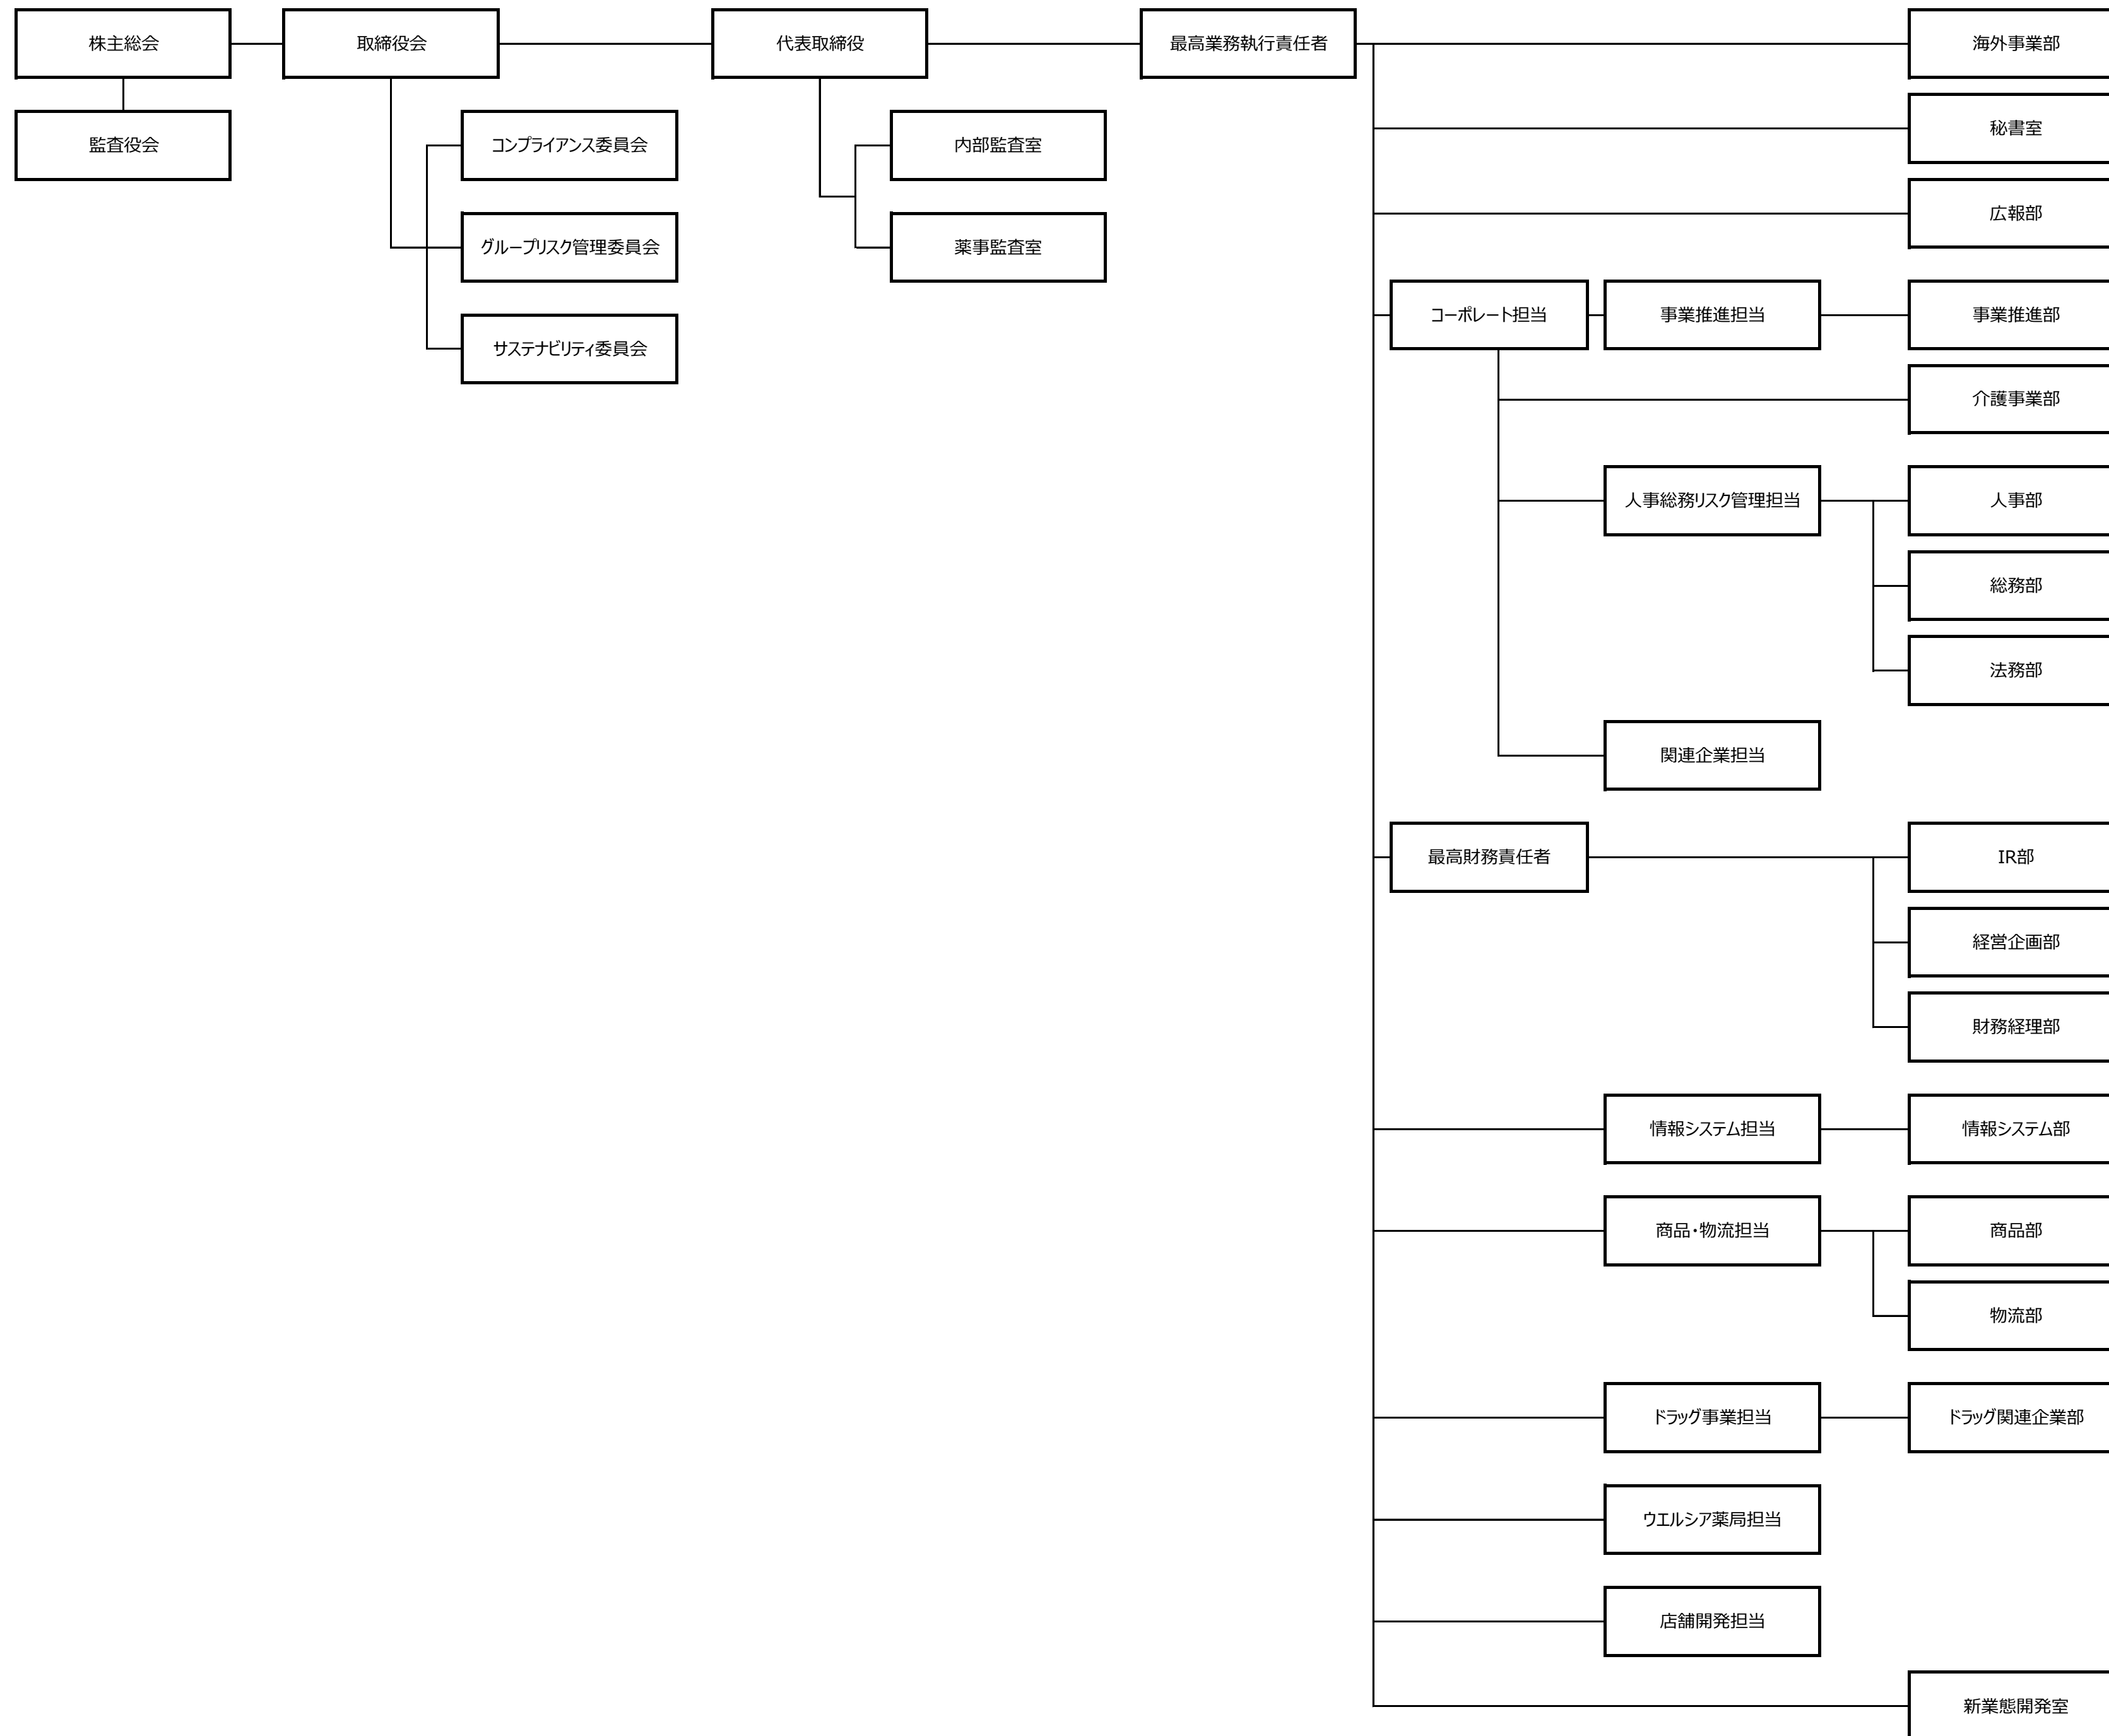 株主総会
取締役会
代表取締役
最高業務執行責任者
海外事業部
秘書室
監査役会
コンプライアンス委員会
内部監査室
広報部
グループリスク管理委員会
薬事監査室
サステナビリティ委員会
コーポレート担当
事業推進担当
事業推進部
介護事業部
人事総務リスク管理担当
人事部
総務部
法務部
関連企業担当
最高財務責任者
IR部
経営企画部
財務経理部
情報システム担当
情報システム部
商品・物流担当
商品部
物流部
ドラッグ事業担当
ドラッグ関連企業部
ウエルシア薬局担当
店舗開発担当
新業態開発室